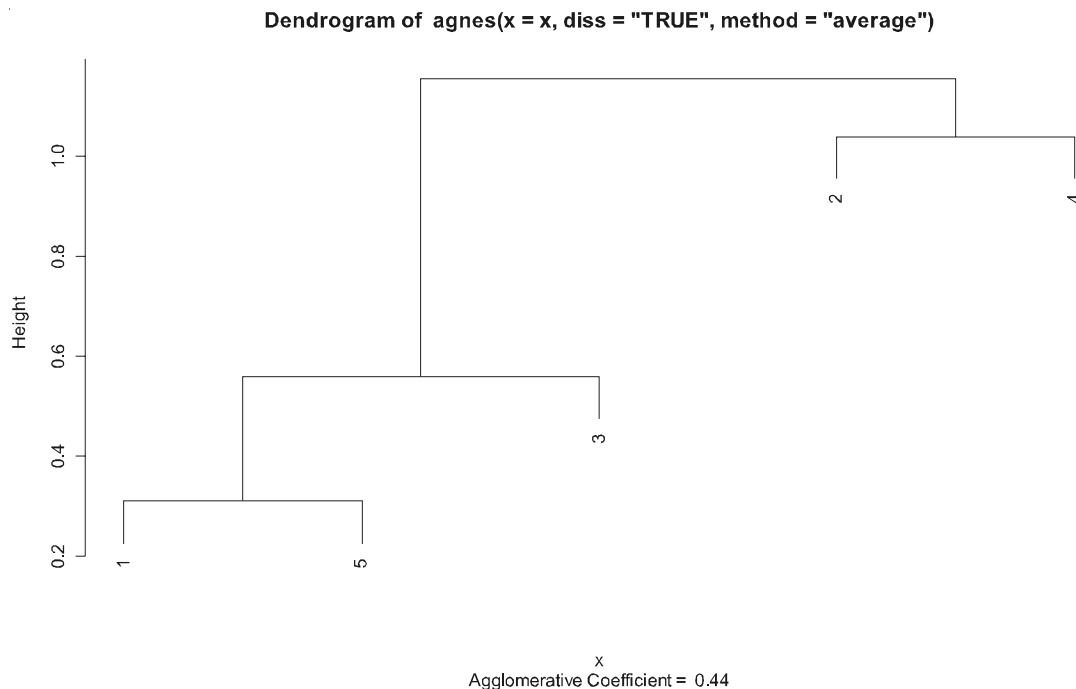 Dendrogram of agnes(x = x, diss = "TRUE", method = "average")
Height
1.0
0.8
0.6
0.4
0.2
2
4
3
1
5
x
Agglomerative Coefficient = 0.44